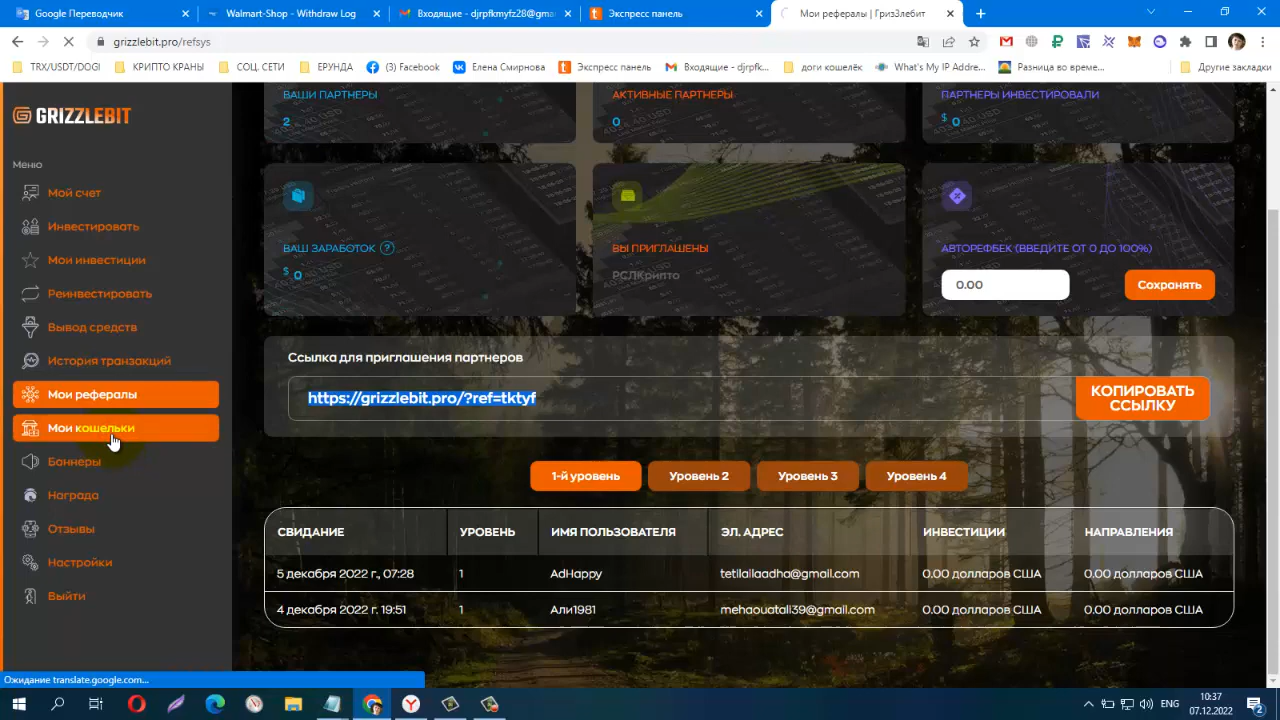 Google Переводчик
Walmart-Shop - Withdraw Log
Входящие - djrpfkmyfz28@gma
Экспресс панель
Мои рефералы | Гриз3лебит
grizzlebit.pro/refsys
TRX/USDT/DOGI
КРИПТО КРАНЫ
СОЦ. СЕТИ
ЕРУНДА
(3) Facebook
Елена Смирнова
Экспресс панель
Входящие - djrpfk...
доги кошелёк
What's My IP Addre...
Разница во време...
Другие закладки
GRIZZLEBIT
Меню
Мой счет
Инвестировать
Мои инвестиции
Реинвестировать
Вывод средств
История транзакций
Мои рефералы
Мои кошельки
Баннеры
Награда
Отзывы
Настройки
Выйти
ВАШИ ПАРТНЕРЫ
2
АКТИВНЫЕ ПАРТНЕРЫ
0
ПАРТНЕРЫ ИНВЕСТИРОВАЛИ
$ 0
ВАШ ЗАРАБОТОК ?
$ 0
ВЫ ПРИГЛАШЕНЫ
РСЛКрипто
АВТОРЕФБЕК (ВВЕДИТЕ ОТ 0 ДО 100%)
0.00
Сохранять
Ссылка для приглашения партнеров
https://grizzlebit.pro/?ref=tktyf
КОПИРОВАТЬ
ССЫЛКУ
1-й уровень Уровень 2 Уровень 3 Уровень 4
СВИДАНИЕ УРОВЕНЬ ИМЯ ПОЛЬЗОВАТЕЛЯ ЭЛ. АДРЕС ИНВЕСТИЦИИ НАПРАВЛЕНИЯ
5 декабря 2022 г., 07:28 1 AdHappy tetilailaadha@gmail.com 0.00 долларов США 0.00 долларов США
4 декабря 2022 г. 19:51 1 Али1981 mehaouatali39@gmail.com 0.00 долларов США 0.00 долларов США
Ожидание translate.google.com...
ENG
10:37
07.12.2022
2